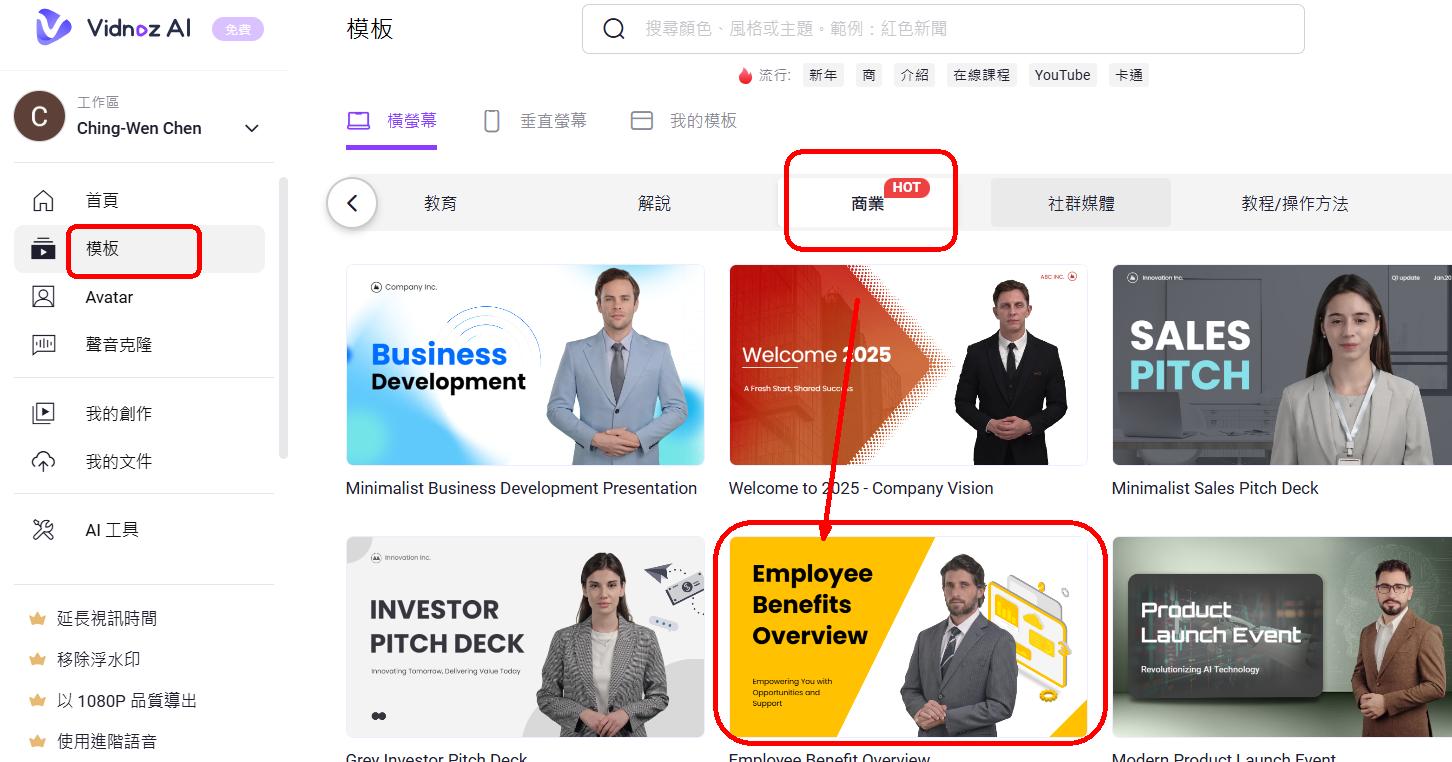 Vidnoz AI 免費
模板
搜尋顏色、風格或主題。範例：紅色新聞
流行: 新年 商 介紹 在線課程 YouTube 卡通
C
工作區
Ching-Wen Chen
橫螢幕 垂直螢幕 我的模板
首頁
模板
Avatar
聲音克隆
我的創作
我的文件
AI 工具
延長視訊時間
移除浮水印
以 1080P 品質導出
使用進階語音
教育 解說 商業 HOT 社群媒體 教程/操作方法
Company Inc.
Business
Development
Minimalist Business Development Presentation
ABC INC.
Welcome 2025
A Fresh Start, Shared Success
Welcome to 2025 - Company Vision
Innovation Inc. Q1 update Jan.20
SALES
PITCH
Minimalist Sales Pitch Deck
Innovation Inc.
INVESTOR
PITCH DECK
Innovating Tomorrow, Delivering Value Today
Grey Investor Pitch Deck
Employee
Benefits
Overview
Empowering You with
Opportunities and
Support
Employee Benefit Overview
Product
Launch Event
Revolutionizing AI Technology
Modern Product Launch Event